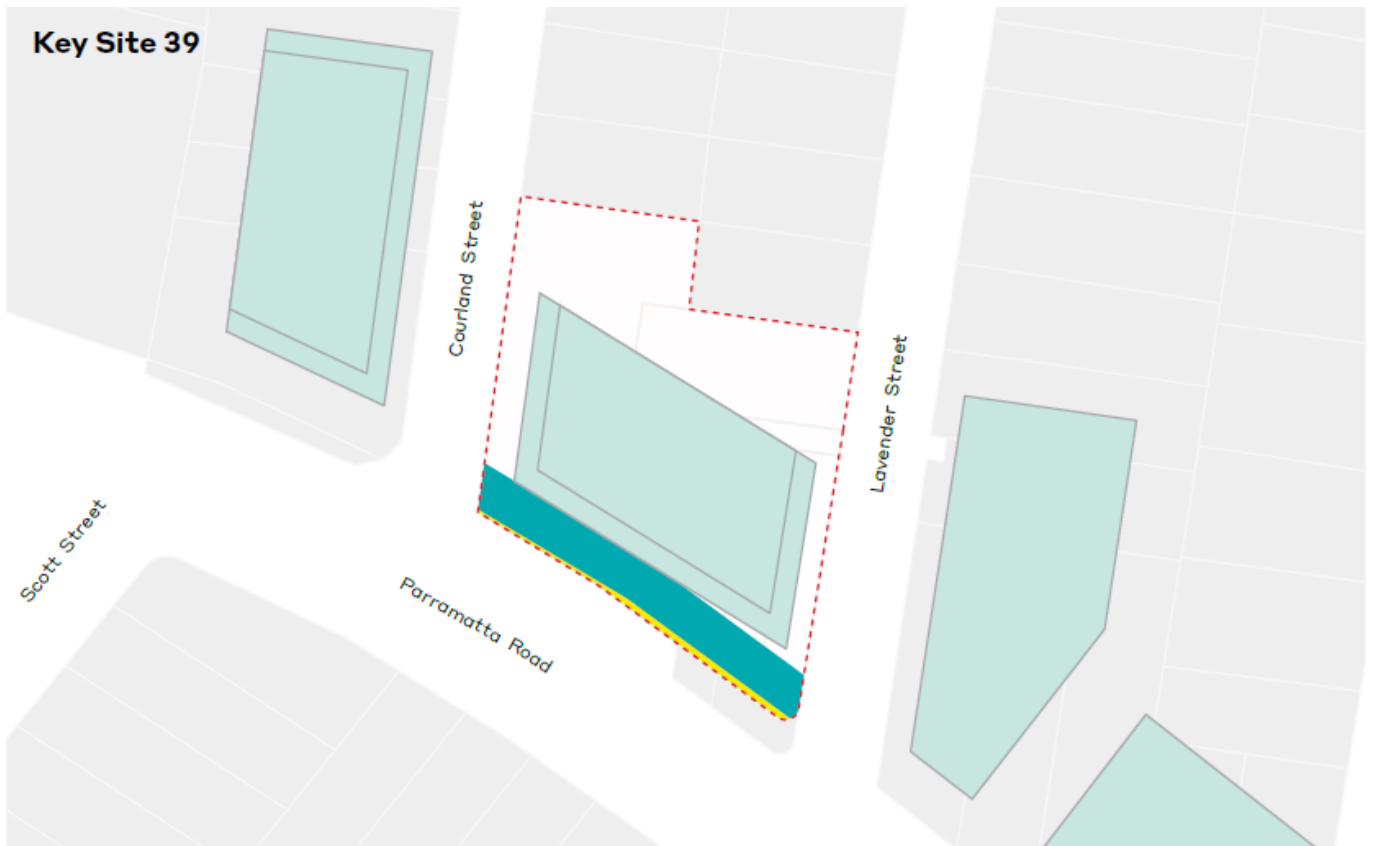 Key Site 39
Courland Street
Lavender Street
Scott Street
Parramatta Road